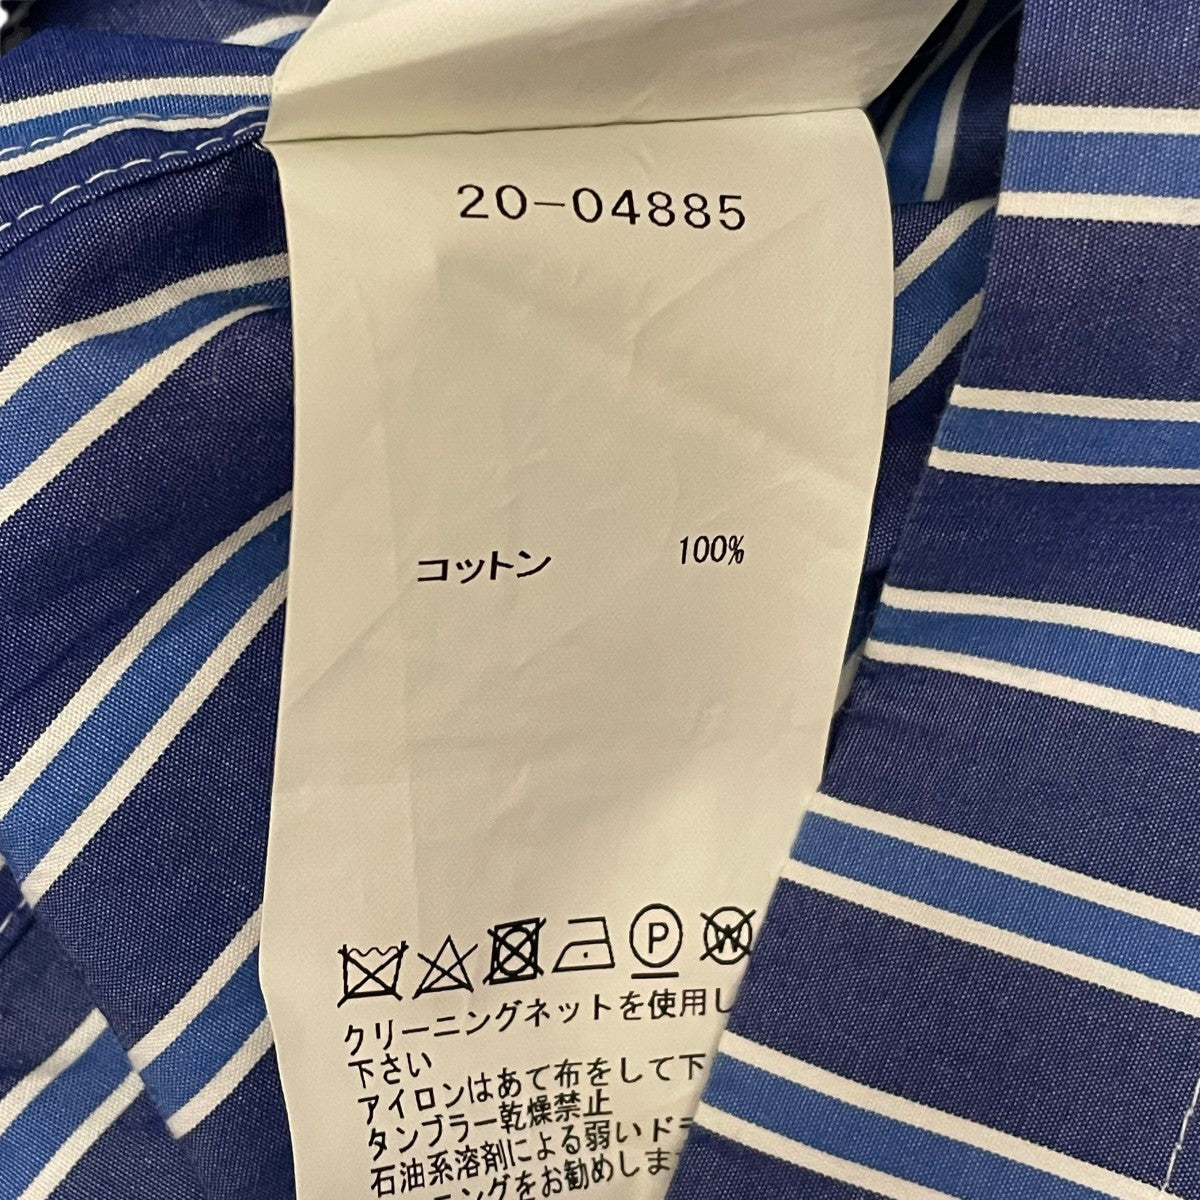 20-04885
コットン 100%
P W
クリーニングネットを使用し
下さい
アイロンはあて布をして下
タンブラー乾燥禁止
石油系溶剤による弱いド
ニングをお勧めしま